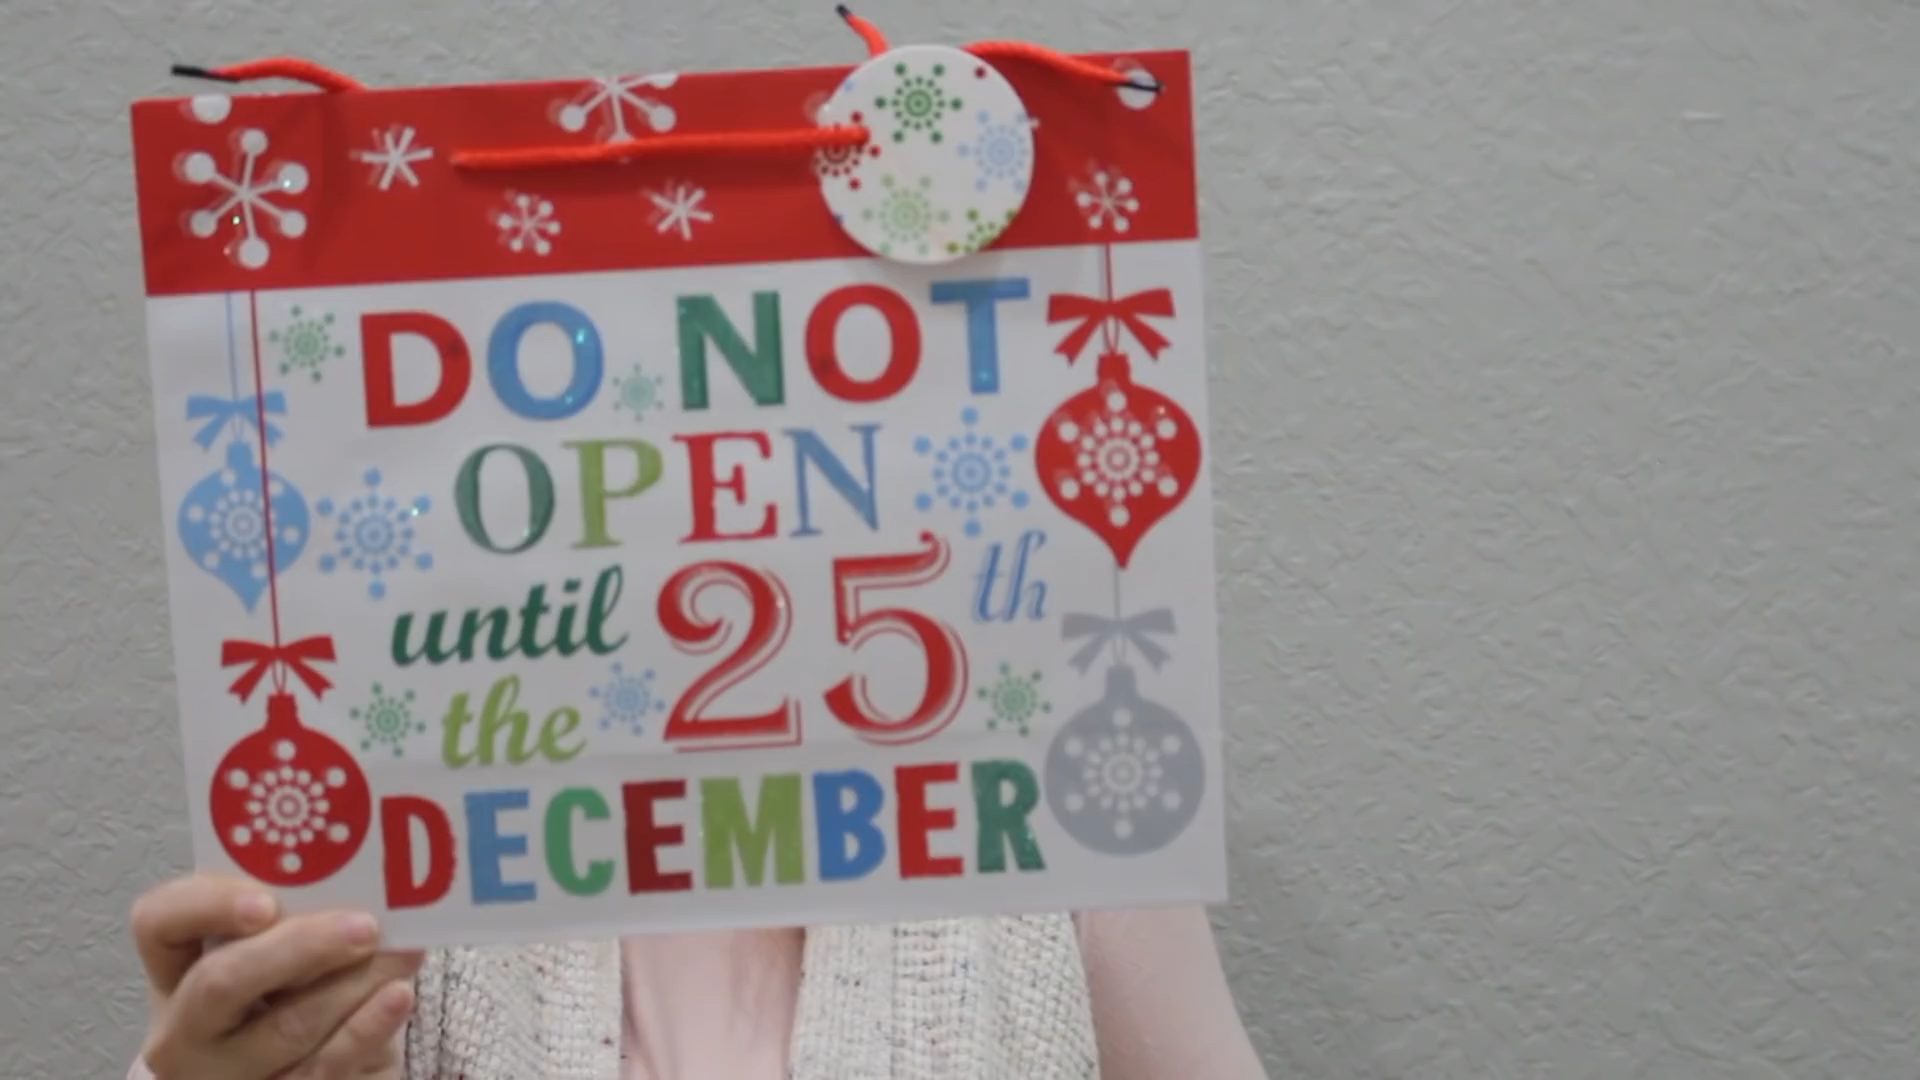 DO NOT
OPEN
until 25th
the
DECEMBER